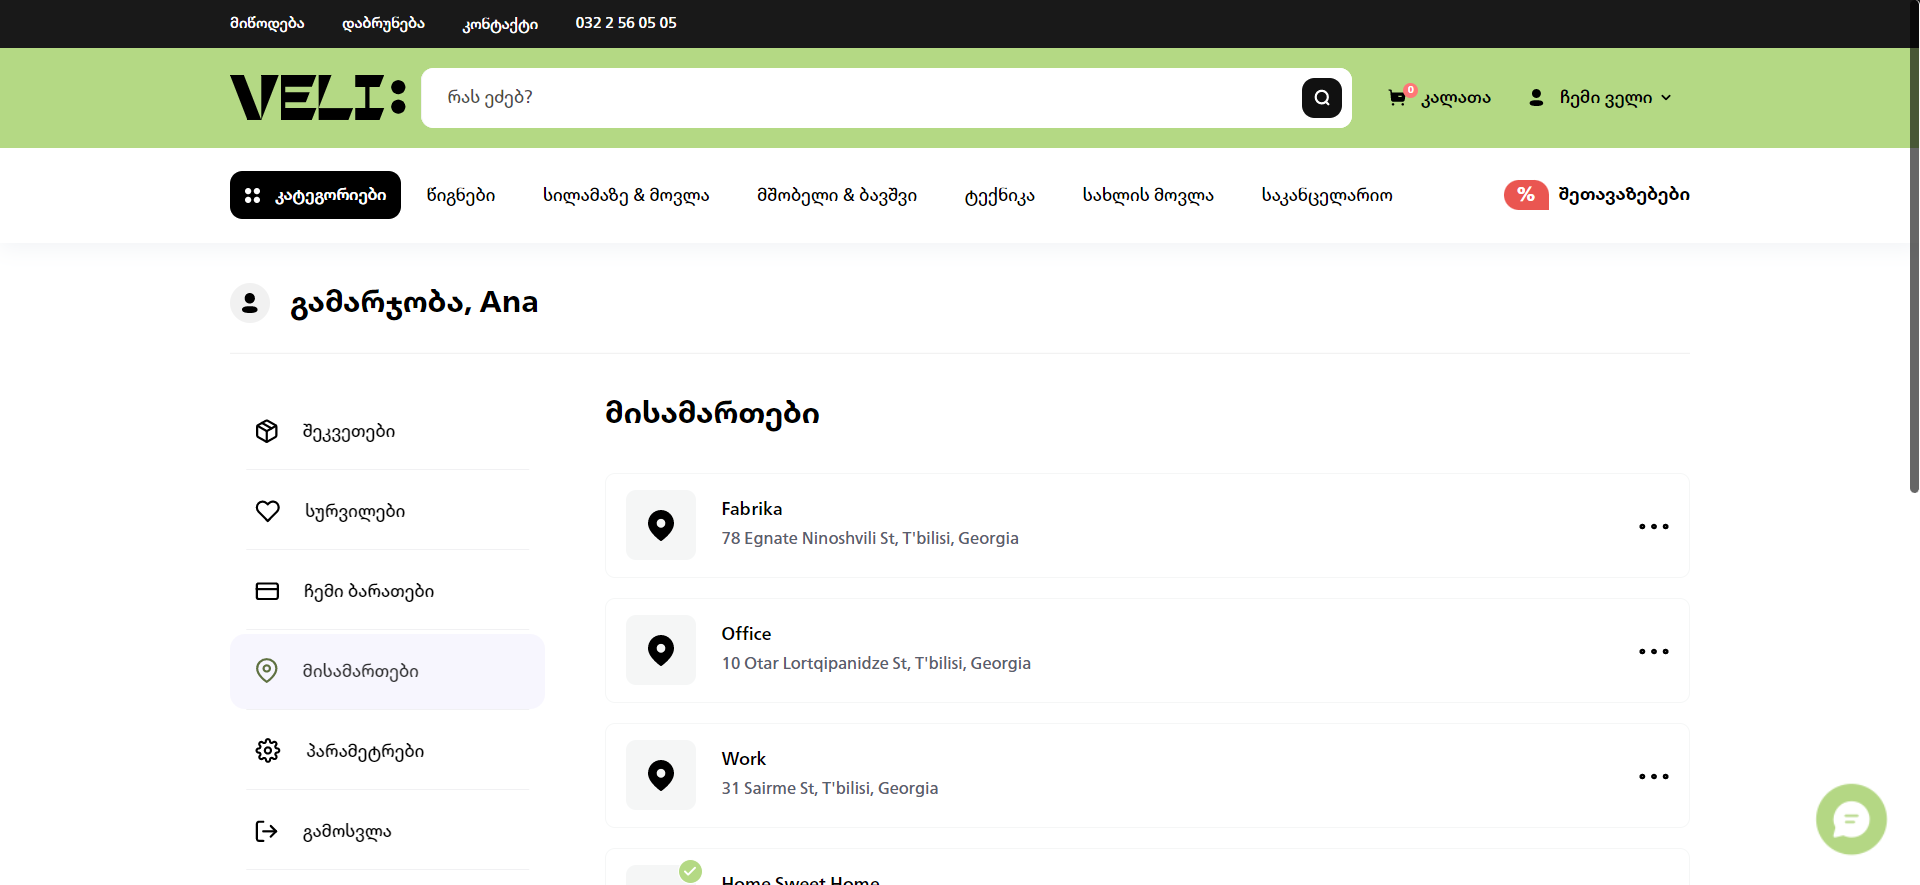 მიწოდება დაბრუნება კონტაქტი 032 2 56 05 05
VELI: რას ეძებ? 0 კალათა ჩემი ველი
კატეგორიები წიგნები სილამაზე & მოვლა მშობელი & ბავშვი ტექნიკა სახლის მოვლა საკანცელარიო % შეთავაზებები
გამარჯობა, Ana
შეკვეთები
სურვილები
ჩემი ბარათები
მისამართები
პარამეტრები
გამოსვლა
მისამართები
Fabrika
78 Egnate Ninoshvili St, T'bilisi, Georgia
Office
10 Otar Lortqipanidze St, T'bilisi, Georgia
Work
31 Sairme St, T'bilisi, Georgia
Home Sweet Home